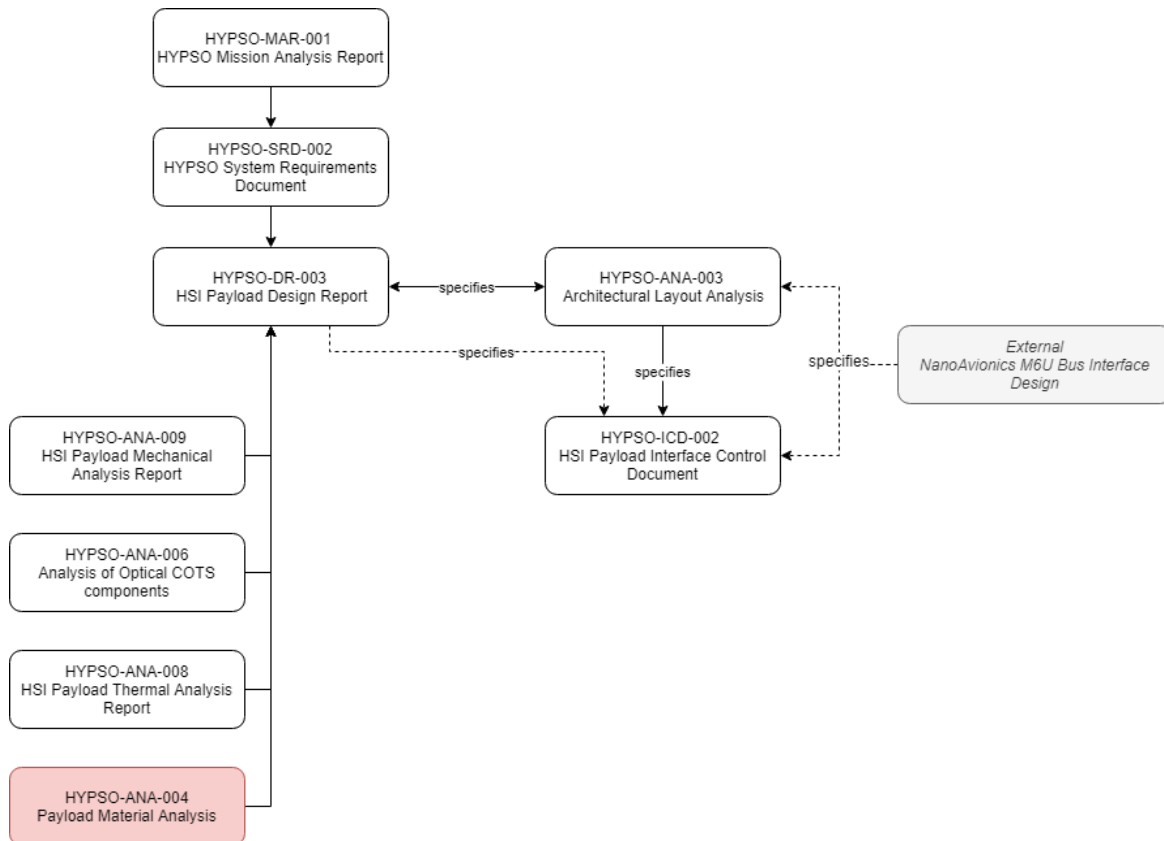 HYPSO-MAR-001
HYPSO Mission Analysis Report
HYPSO-SRD-002
HYPSO System Requirements
Document
HYPSO-DR-003
HSI Payload Design Report
specifies
HYPSO-ANA-003
Architectural Layout Analysis
specifies
specifies
specifies
External
NanoAvionics M6U Bus Interface
Design
HYPSO-ICD-002
HSI Payload Interface Control
Document
HYPSO-ANA-009
HSI Payload Mechanical
Analysis Report
HYPSO-ANA-006
Analysis of Optical COTS
components
HYPSO-ANA-008
HSI Payload Thermal Analysis
Report
HYPSO-ANA-004
Payload Material Analysis